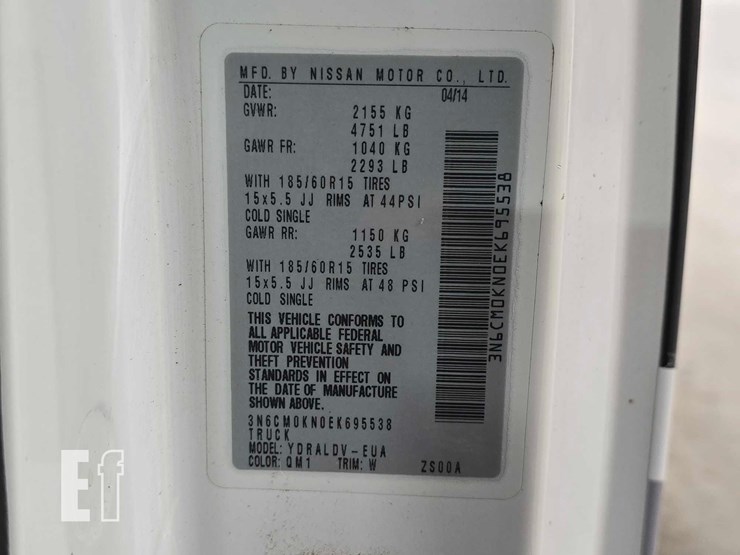 MFD. BY NISSAN MOTOR CO., LTD.
DATE: 04/14
GVWR: 2155 KG
4751 LB
GAWR FR: 1040 KG
2293 LB
WITH 185/60R15 TIRES
15x5.5 JJ RIMS AT 44PSI
COLD SINGLE
GAWR RR: 1150 KG
2535 LB
WITH 185/60R15 TIRES
15x5.5 JJ RIMS AT 48 PSI
COLD SINGLE
THIS VEHICLE CONFORMS TO
ALL APPLICABLE FEDERAL
MOTOR VEHICLE SAFETY AND
THEFT PREVENTION
STANDARDS IN EFFECT ON
THE DATE OF MANUFACTURE
SHOWN ABOVE.
3N6CM0KN0EK695538
TRUCK
MODEL: YDRALDV-EUA
COLOR: QM1 TRIM: W ZS00A
3N6CM0KN0EK695538
Ef